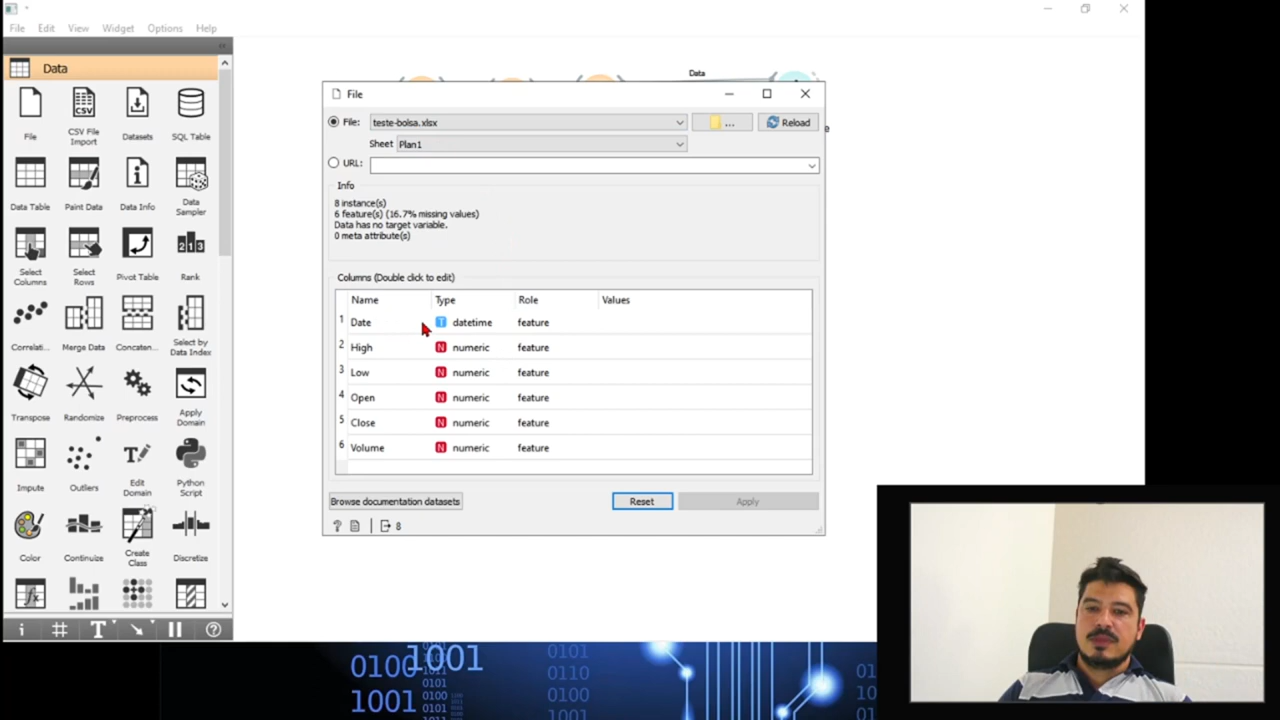 File Edit View Widget Options Help
Data
File
CSV File Import
Datasets
SQL Table
Data Table
Paint Data
Data Info
Data Sampler
Select Columns
Select Rows
Pivot Table
Rank
Correlati...
Merge Data
Concaten...
Select by Data Index
Transpose
Randomize
Preprocess
Apply Domain
Impute
Outliers
Edit Domain
Python Script
Color
Continuize
Create Class
Discretize
Data
File
File: teste-bolsa.xlsx ... Reload
Sheet Plan1
URL:
Info
8 instance(s)
6 feature(s) (16.7% missing values)
Data has no target variable.
0 meta attribute(s)
Columns (Double click to edit)
Name Type Role Values
1 Date T datetime feature
2 High N numeric feature
3 Low N numeric feature
4 Open N numeric feature
5 Close N numeric feature
6 Volume N numeric feature
Browse documentation datasets Reset Apply
? 8
0100 1001 0101
0110
0100
1001 1001